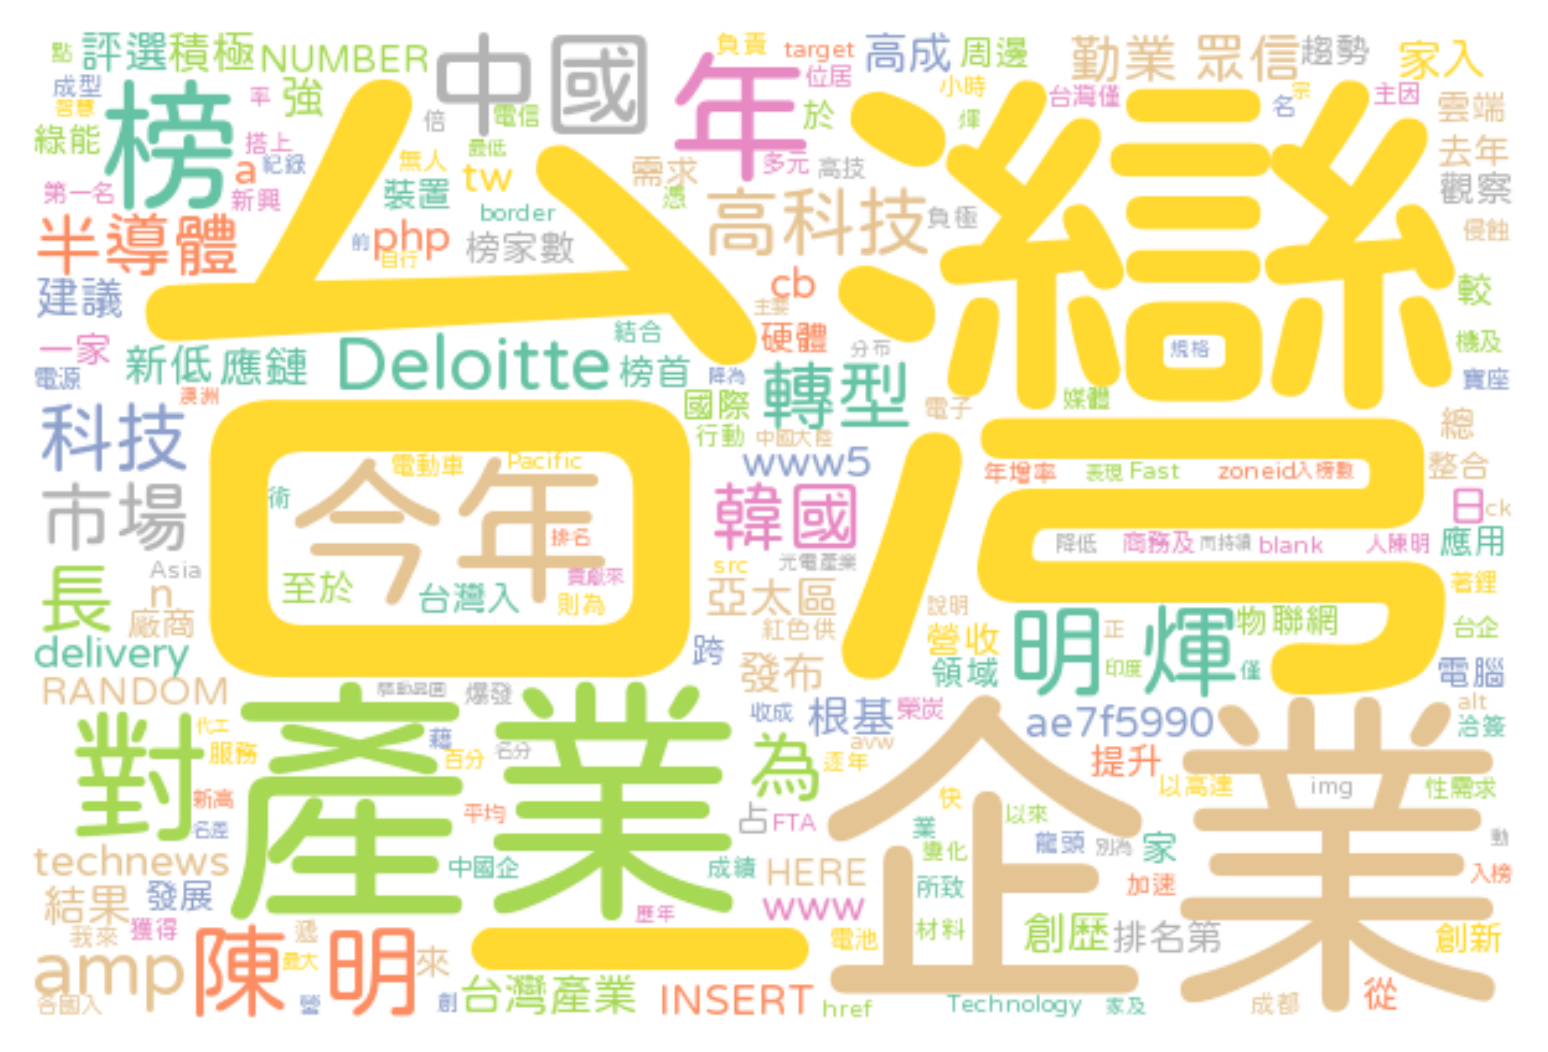 點 評選 積極 NUMBER 中國 年 負責 target 高成 周邊 勤業 眾信 趨勢 家入
成型 智慧 率 強 倍 電信 位居 於 小時 台灣僅 名 宗 主因 雲端
綠能 榜 搭上 紀錄 a 無人 最低 tw 需求 多元 高技 煇 去年
第一名 新興 裝置 border 憑 高科技 負極 觀察
半導體 前 php 自行 榜家數 侵蝕
台灣
建議 cb 主要 較
一家 新低 應鏈 Deloitte 結合 榜首 硬體 分布 規格 機及
電源 澳洲 降為 轉型 寶座
科技 國際 行動 中國大陸 電子 媒體 總
今年 電動車 Pacific www5 年增率 表現 Fast zoneid 入榜數 整合
市場 術 排名 韓國 日 ck
Asia 光電產業 降低 商務及 而持續 blank 人陳明 應用
長 n 至於 台灣入 貢獻來 則為 src 亞太區 說明 著鋰
廠商 紅色供 營收 明煇 正 物聯網 台企
delivery 跨 發布 領域 印度 僅 電腦
RANDOM 爆發 alt
對 代工 產業 藉 收成 根基 榮炭 ae7f5990 洽簽
服務 百分 名分 為 avw 逐年 企業 提升
新高 名差 平均 占 FTA 快 以來 以高達 img 性需求
technews 中國企 成績 HERE 業 變化 龍頭 別為 家 動
結果 發展 歷年 www 所致 加速 入榜
我來 獲得 遞 一 電池 材料 創歷 排名第 創新
amp 陳明 最大 來
各國入 營 創 台灣產業 INSERT href Technology 家及 成都 從